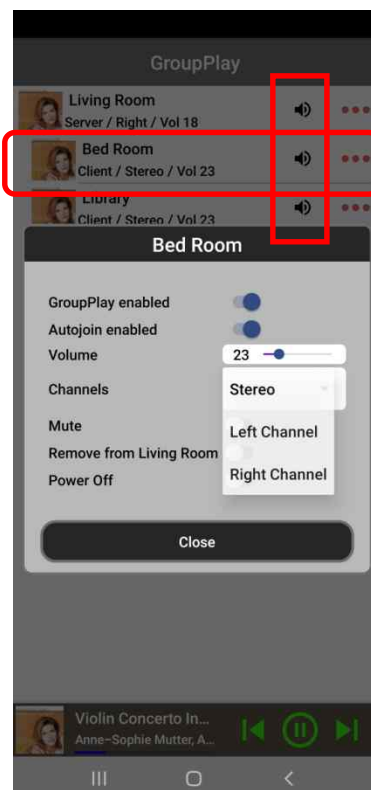 GroupPlay
Living Room
Server / Right / Vol 18
Bed Room
Client / Stereo / Vol 23
Library
Client / Stereo / Vol 23
Bed Room
GroupPlay enabled
Autojoin enabled
Volume 23
Channels Stereo
Left Channel
Right Channel
Mute
Remove from Living Room
Power Off
Close
Violin Concerto In...
Anne-Sophie Mutter, A...